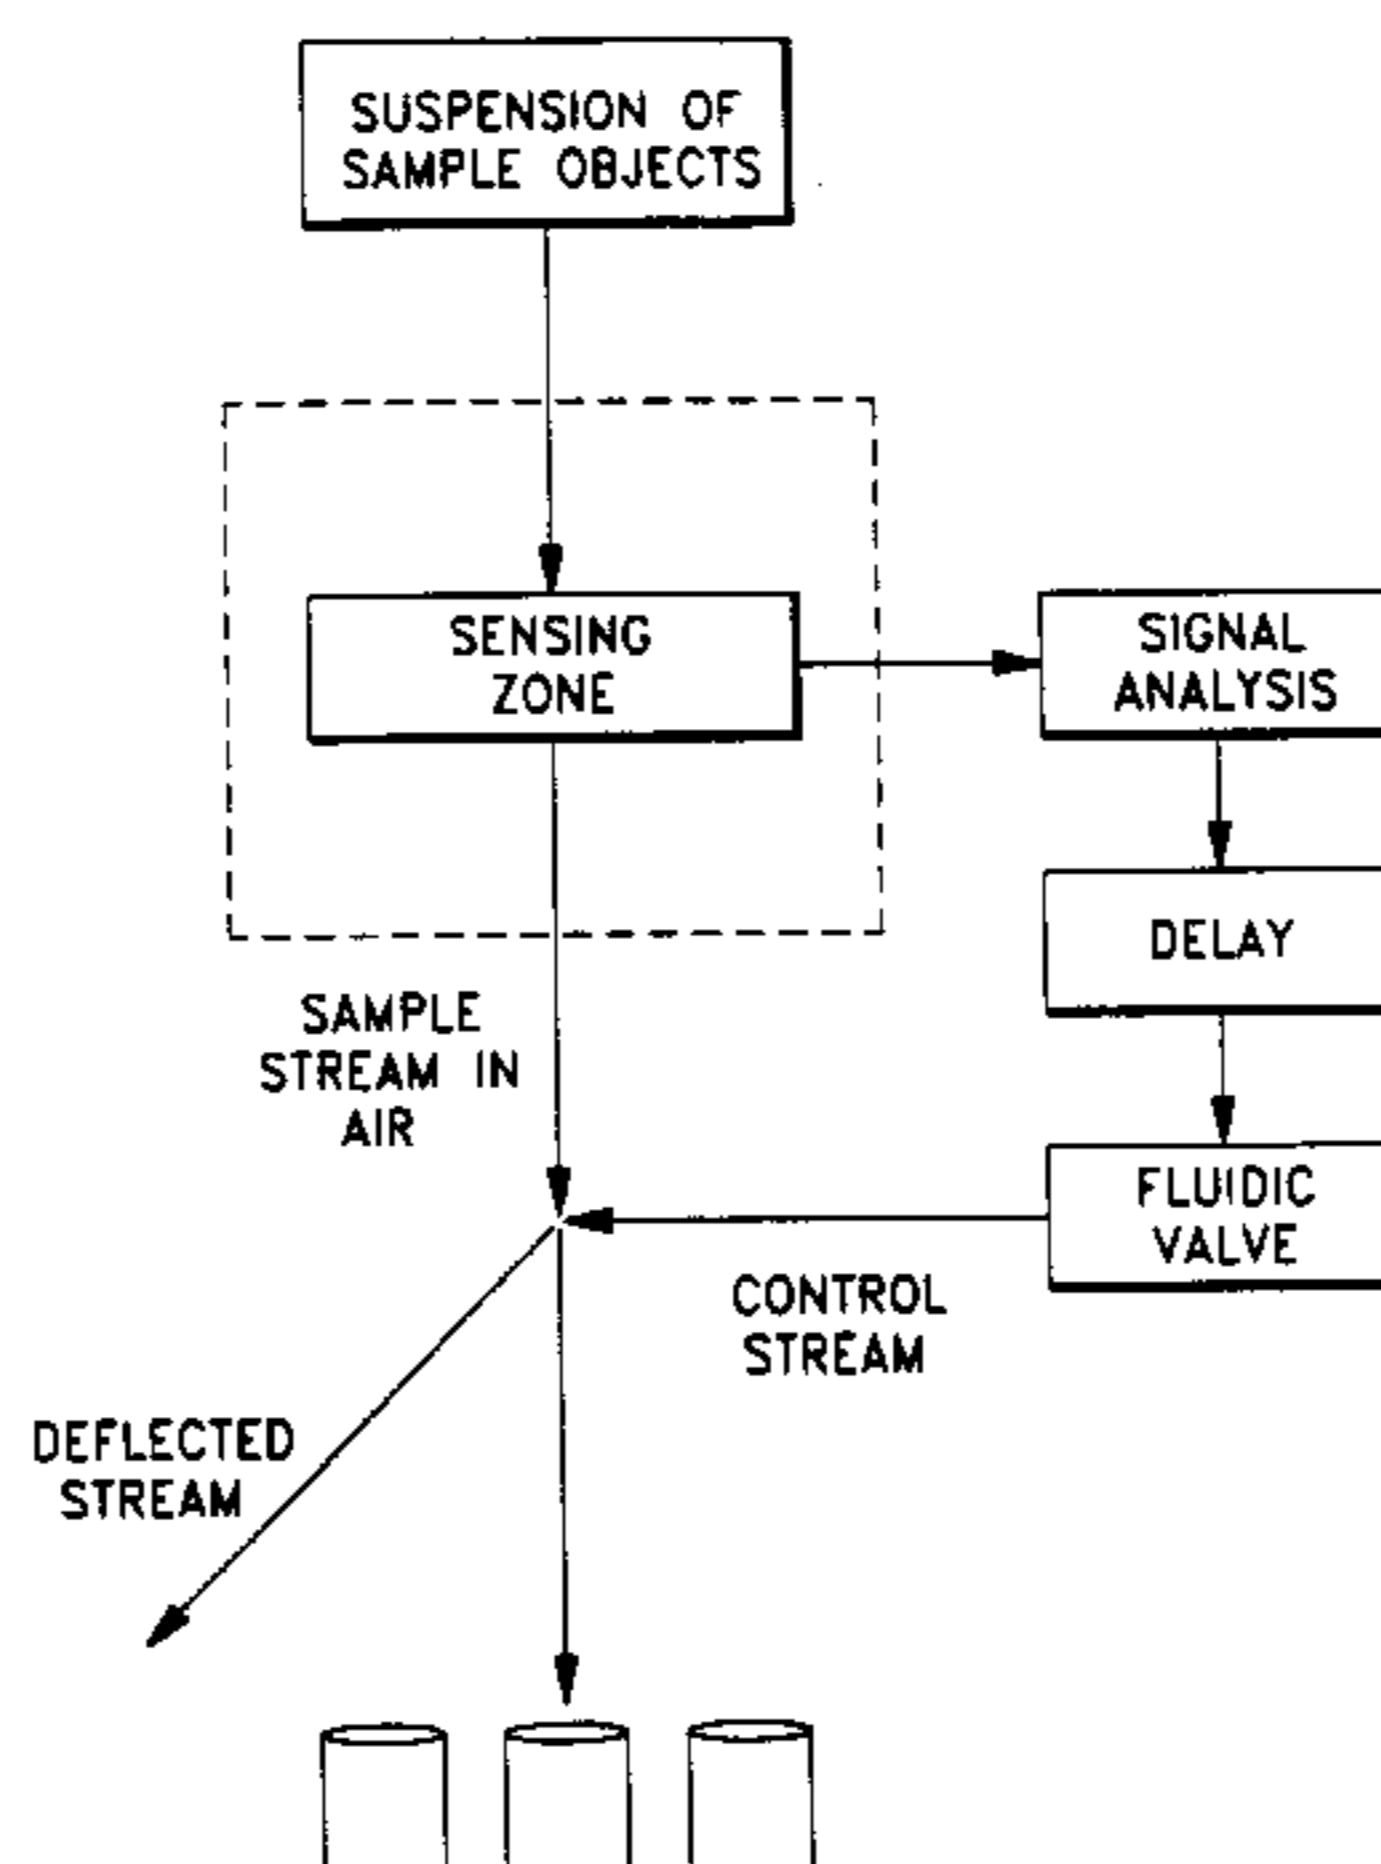 SUSPENSION OF
SAMPLE OBJECTS
SENSING
ZONE
SIGNAL
ANALYSIS
DELAY
SAMPLE
STREAM IN
AIR
FLUIDIC
VALVE
CONTROL
STREAM
DEFLECTED
STREAM